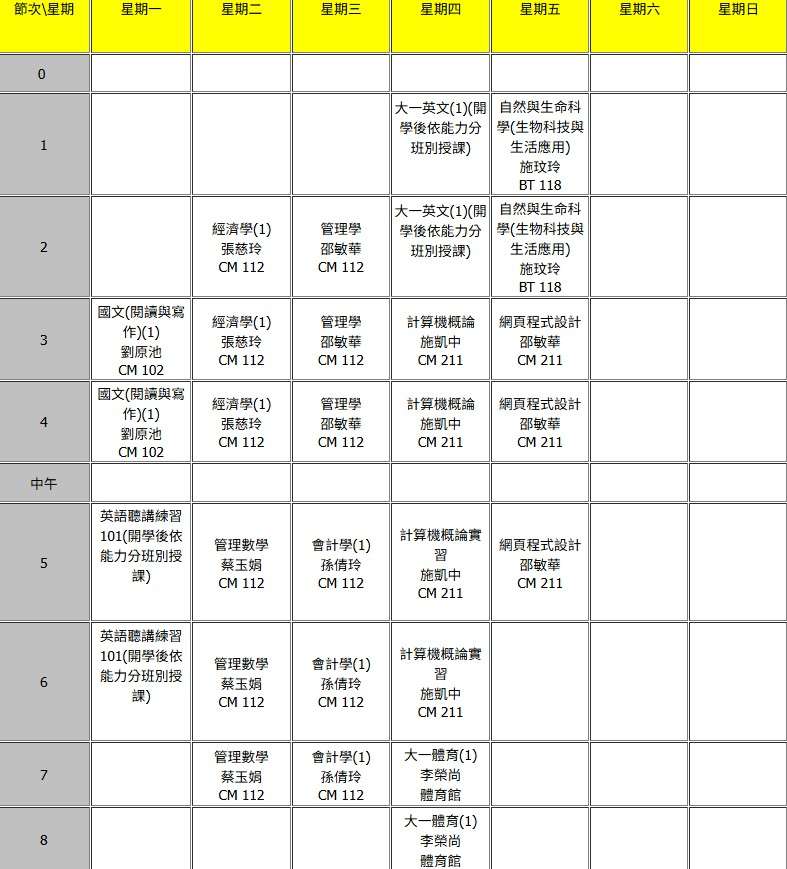 節次\星期 星期一 星期二 星期三 星期四 星期五 星期六 星期日
0
1
大一英文(1)(開
學後依能力分
班別授課)
自然與生命科
學(生物科技與
生活應用)
施玟玲
BT 118
2
經濟學(1)
張慈玲
CM 112
管理學
邵敏華
CM 112
大一英文(1)(開
學後依能力分
班別授課)
自然與生命科
學(生物科技與
生活應用)
施玟玲
BT 118
3
國文(閱讀與寫
作)(1)
劉原池
CM 102
經濟學(1)
張慈玲
CM 112
管理學
邵敏華
CM 112
計算機概論
施凱中
CM 211
網頁程式設計
邵敏華
CM 211
4
國文(閱讀與寫
作)(1)
劉原池
CM 102
經濟學(1)
張慈玲
CM 112
管理學
邵敏華
CM 112
計算機概論
施凱中
CM 211
網頁程式設計
邵敏華
CM 211
中午
5
英語聽講練習
101(開學後依
能力分班別授
課)
管理數學
蔡玉娟
CM 112
會計學(1)
孫倩玲
CM 112
計算機概論實
習
施凱中
CM 211
網頁程式設計
邵敏華
CM 211
6
英語聽講練習
101(開學後依
能力分班別授
課)
管理數學
蔡玉娟
CM 112
會計學(1)
孫倩玲
CM 112
計算機概論實
習
施凱中
CM 211
7
管理數學
蔡玉娟
CM 112
會計學(1)
孫倩玲
CM 112
大一體育(1)
李榮尚
體育館
8
大一體育(1)
李榮尚
體育館